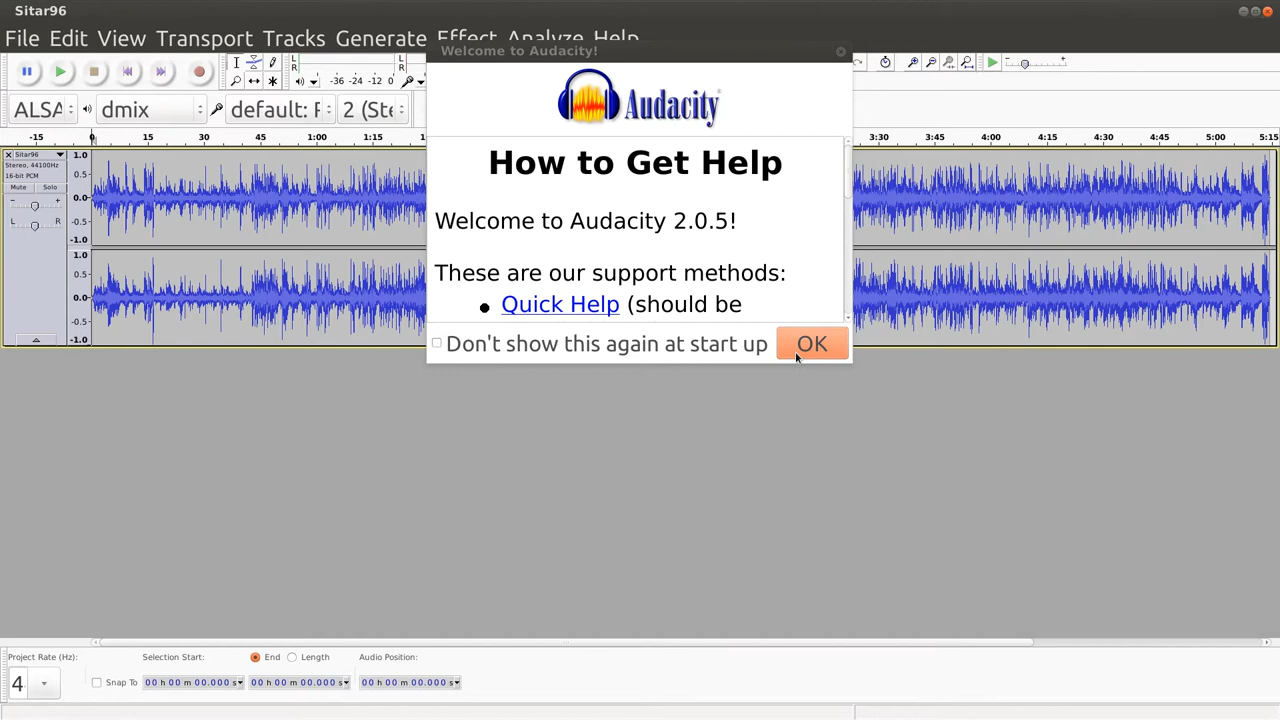 Sitar96
File Edit View Transport Tracks Generate Effect Analyze Help
Welcome to Audacity!
L
R
L
R
-36 -24 -12 0
ALSA
dmix
default:
2 (Ste
Audacity
-15 0 15 30 45 1:00 1:15
3:30 3:45 4:00 4:15 4:30 4:45 5:00 5:15
Sitar96
Stereo, 44100Hz
16-bit PCM
Mute Solo
- +
L R
1.0
0.5
0.0
-0.5
-1.0
1.0
0.5
0.0
-0.5
-1.0
How to Get Help
Welcome to Audacity 2.0.5!
These are our support methods:
• Quick Help (should be
Don't show this again at start up
OK
Project Rate (Hz):
Selection Start:
End
Length
Audio Position:
4
Snap To
00 h 00 m 00.000 s
00 h 00 m 00.000 s
00 h 00 m 00.000 s